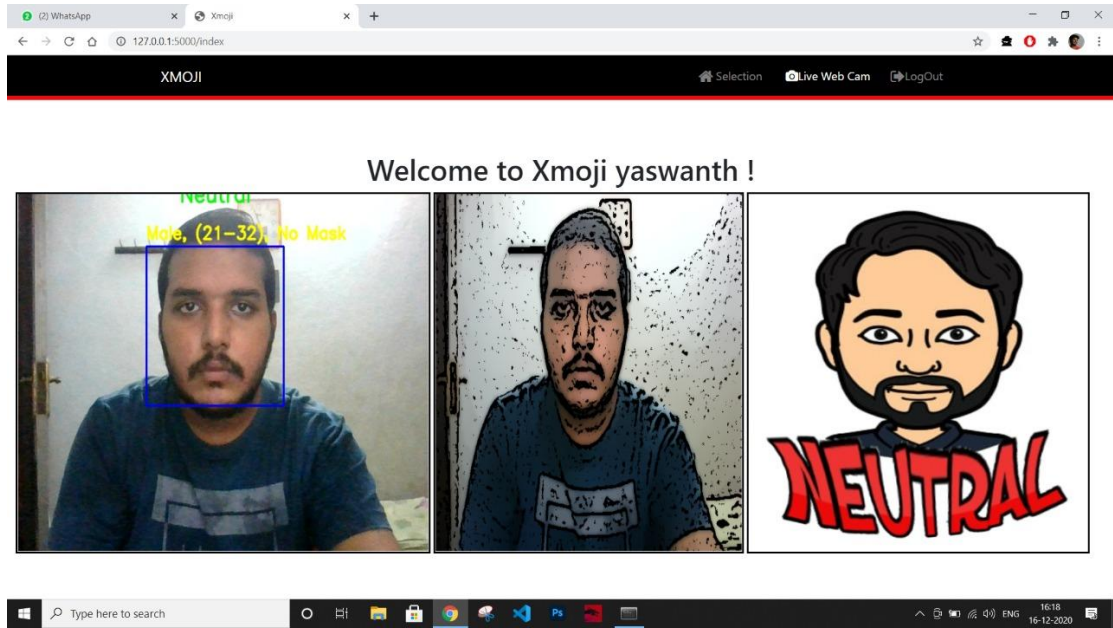 (2) WhatsApp
Xmoji
127.0.0.1:5000/index
XMOJI
Selection
Live Web Cam
LogOut
Welcome to Xmoji yaswanth !
Neutral
Male, (21-32), No Mask
NEUTRAL
Type here to search
Ps
ENG
16:18
16-12-2020